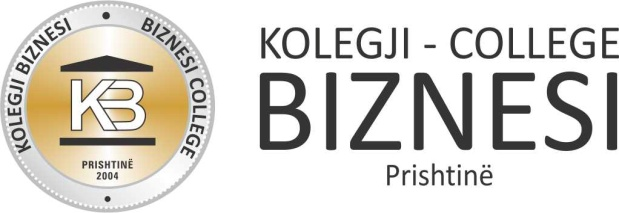 KOLEGJI BIZNESI
BIZNESI COLLEGE
KB
PRISHTINË
2004
KOLEGJI - COLLEGE
BIZNESI
Prishtinë